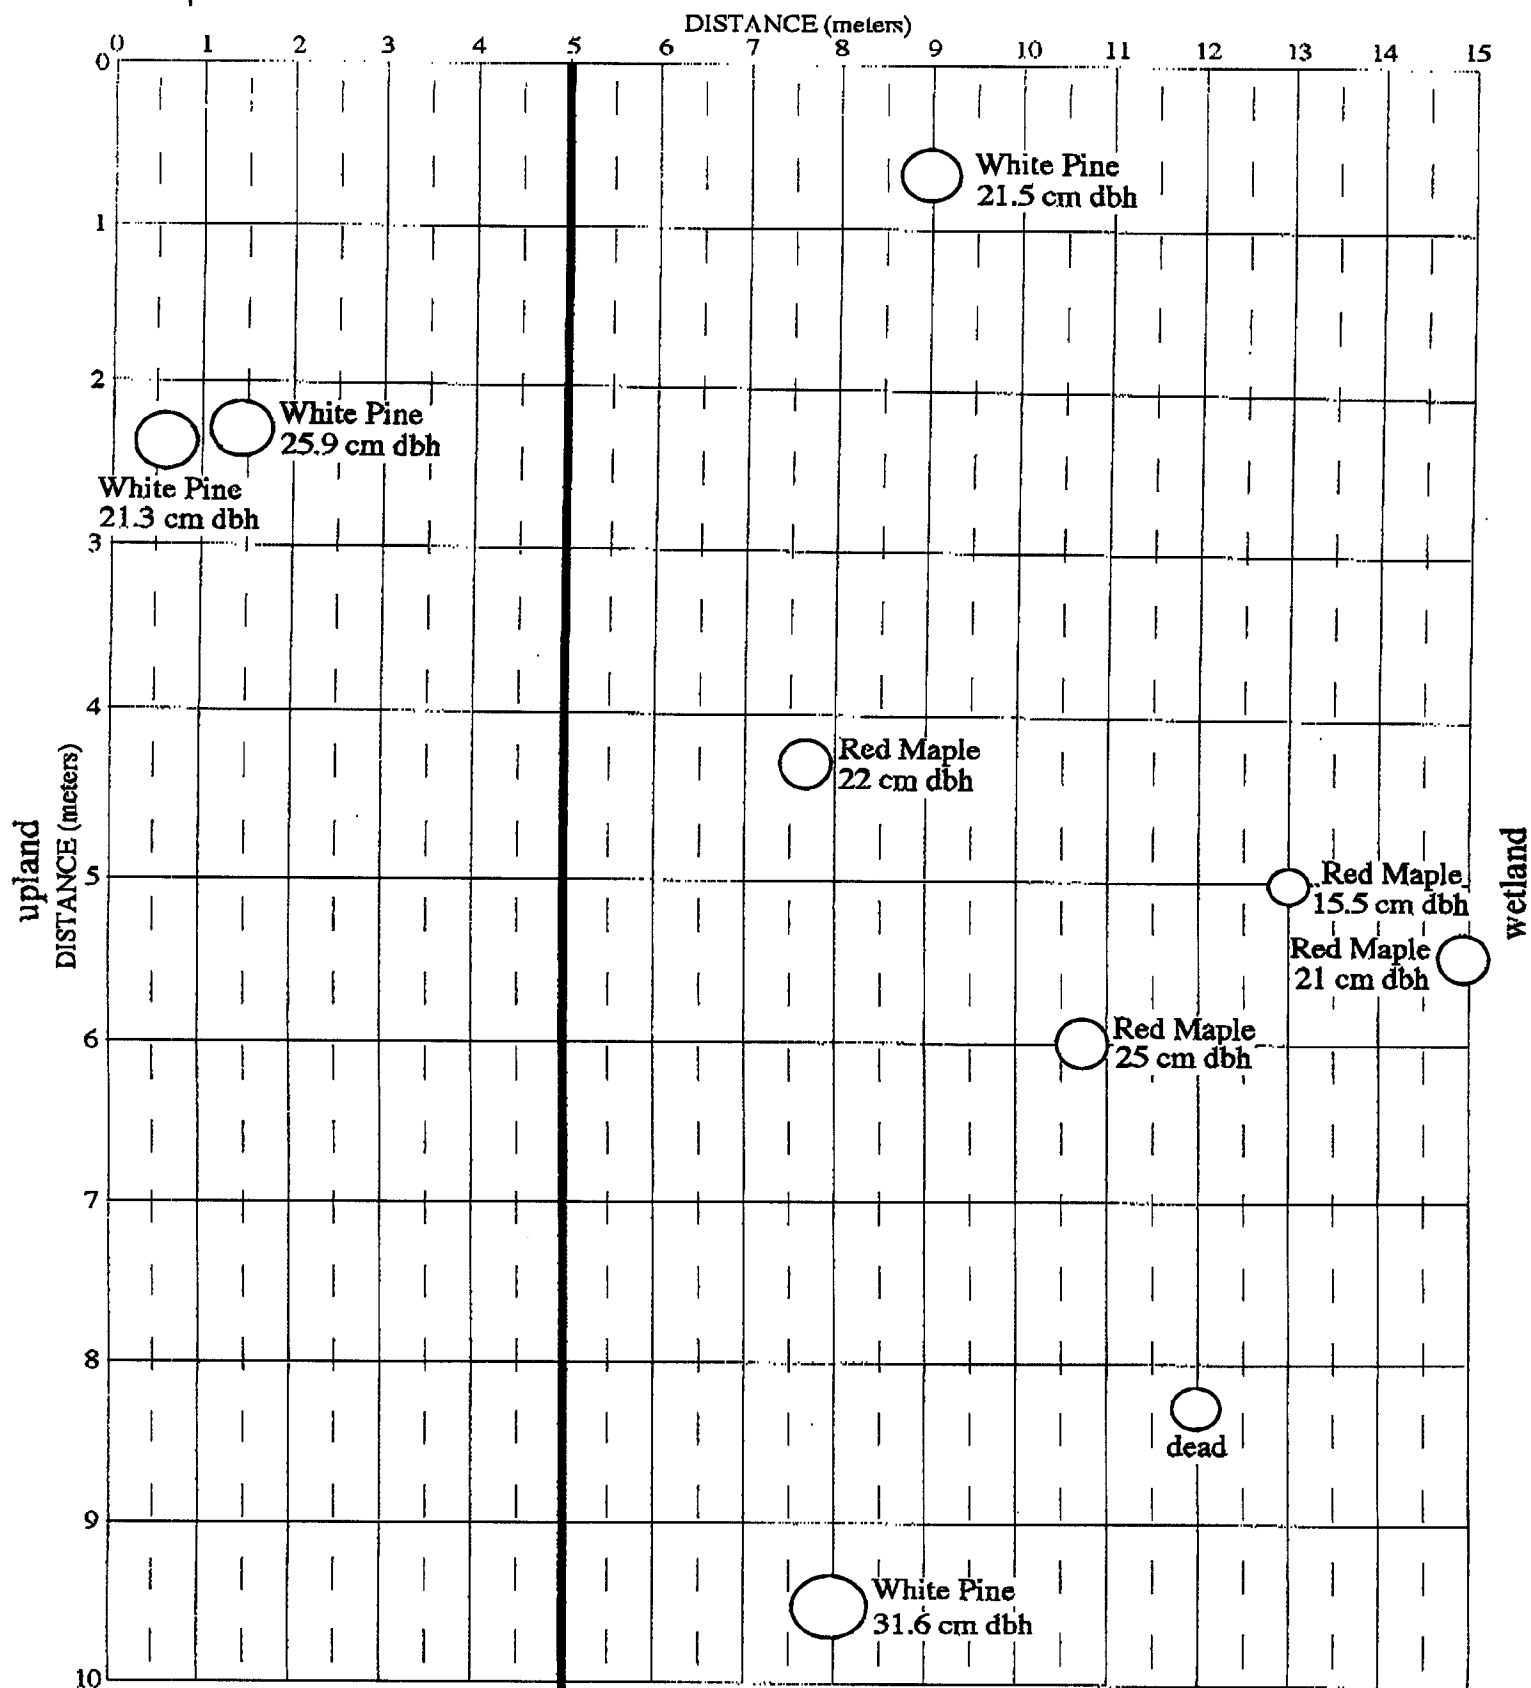 DISTANCE (meters)
0 1 2 3 4 5 6 7 8 9 10 11 12 13 14 15
0
White Pine
21.5 cm dbh
1
2
White Pine
25.9 cm dbh
White Pine
21.3 cm dbh
3
4
Red Maple
22 cm dbh
upland
DISTANCE (meters)
wetland
5
Red Maple
15.5 cm dbh
Red Maple
21 cm dbh
6
Red Maple
25 cm dbh
7
8
dead
9
White Pine
31.6 cm dbh
10